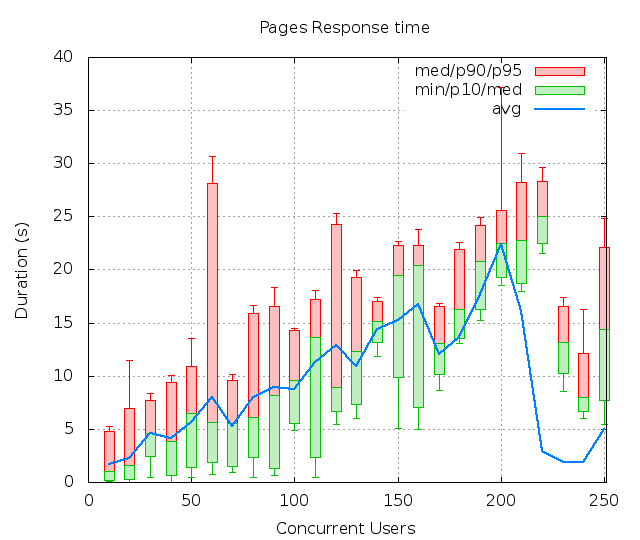 Pages Response time
40
35
30
25
20
15
10
5
0
Duration (s)
med/p90/p95
min/p10/med
avg
0 50 100 150 200 250
Concurrent Users